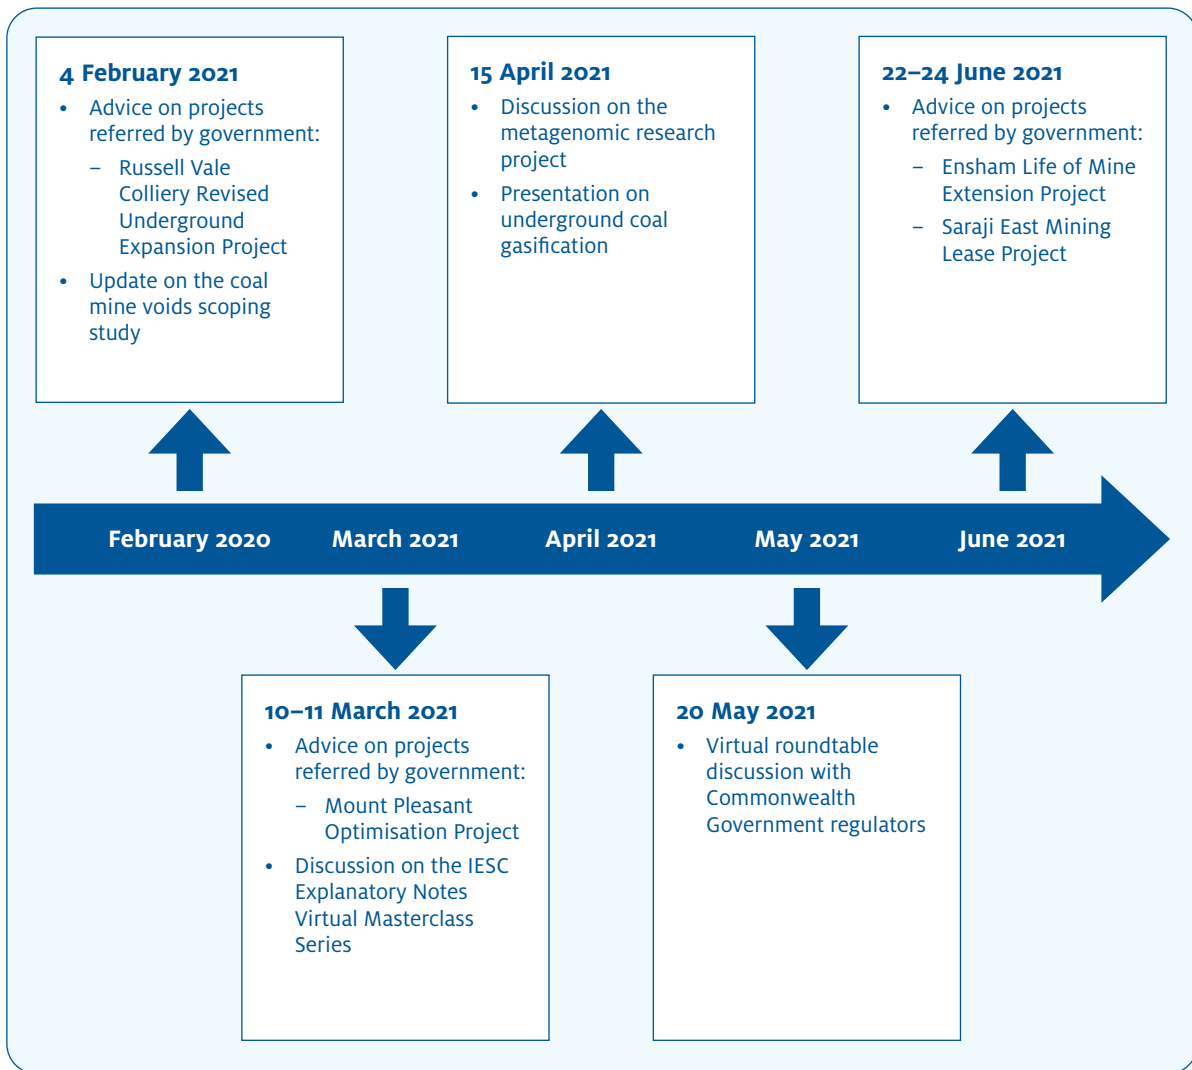 4 February 2021
• Advice on projects
referred by government:
– Russell Vale
Colliery Revised
Underground
Expansion Project
• Update on the coal
mine voids scoping
study
15 April 2021
• Discussion on the
metagenomic research
project
• Presentation on
underground coal
gasification
22–24 June 2021
• Advice on projects
referred by government:
– Ensham Life of Mine
Extension Project
– Saraji East Mining
Lease Project
February 2020
March 2021
April 2021
May 2021
June 2021
10–11 March 2021
• Advice on projects
referred by government:
– Mount Pleasant
Optimisation Project
• Discussion on the IESC
Explanatory Notes
Virtual Masterclass
Series
20 May 2021
• Virtual roundtable
discussion with
Commonwealth
Government regulators